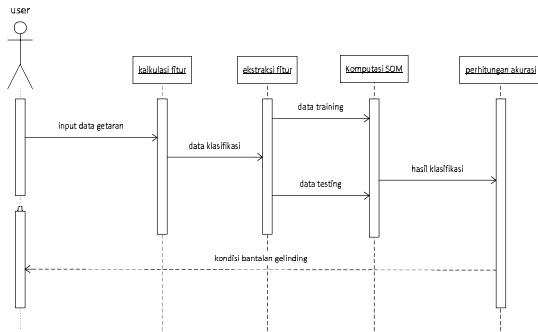 user
kalkulasi fitur
ekstraksi fitur
Komputasi SOM
perhitungan akurasi
data training
input data getaran
data klasifikasi
hasil klasifikasi
data testing
kondisi bantalan gelinding